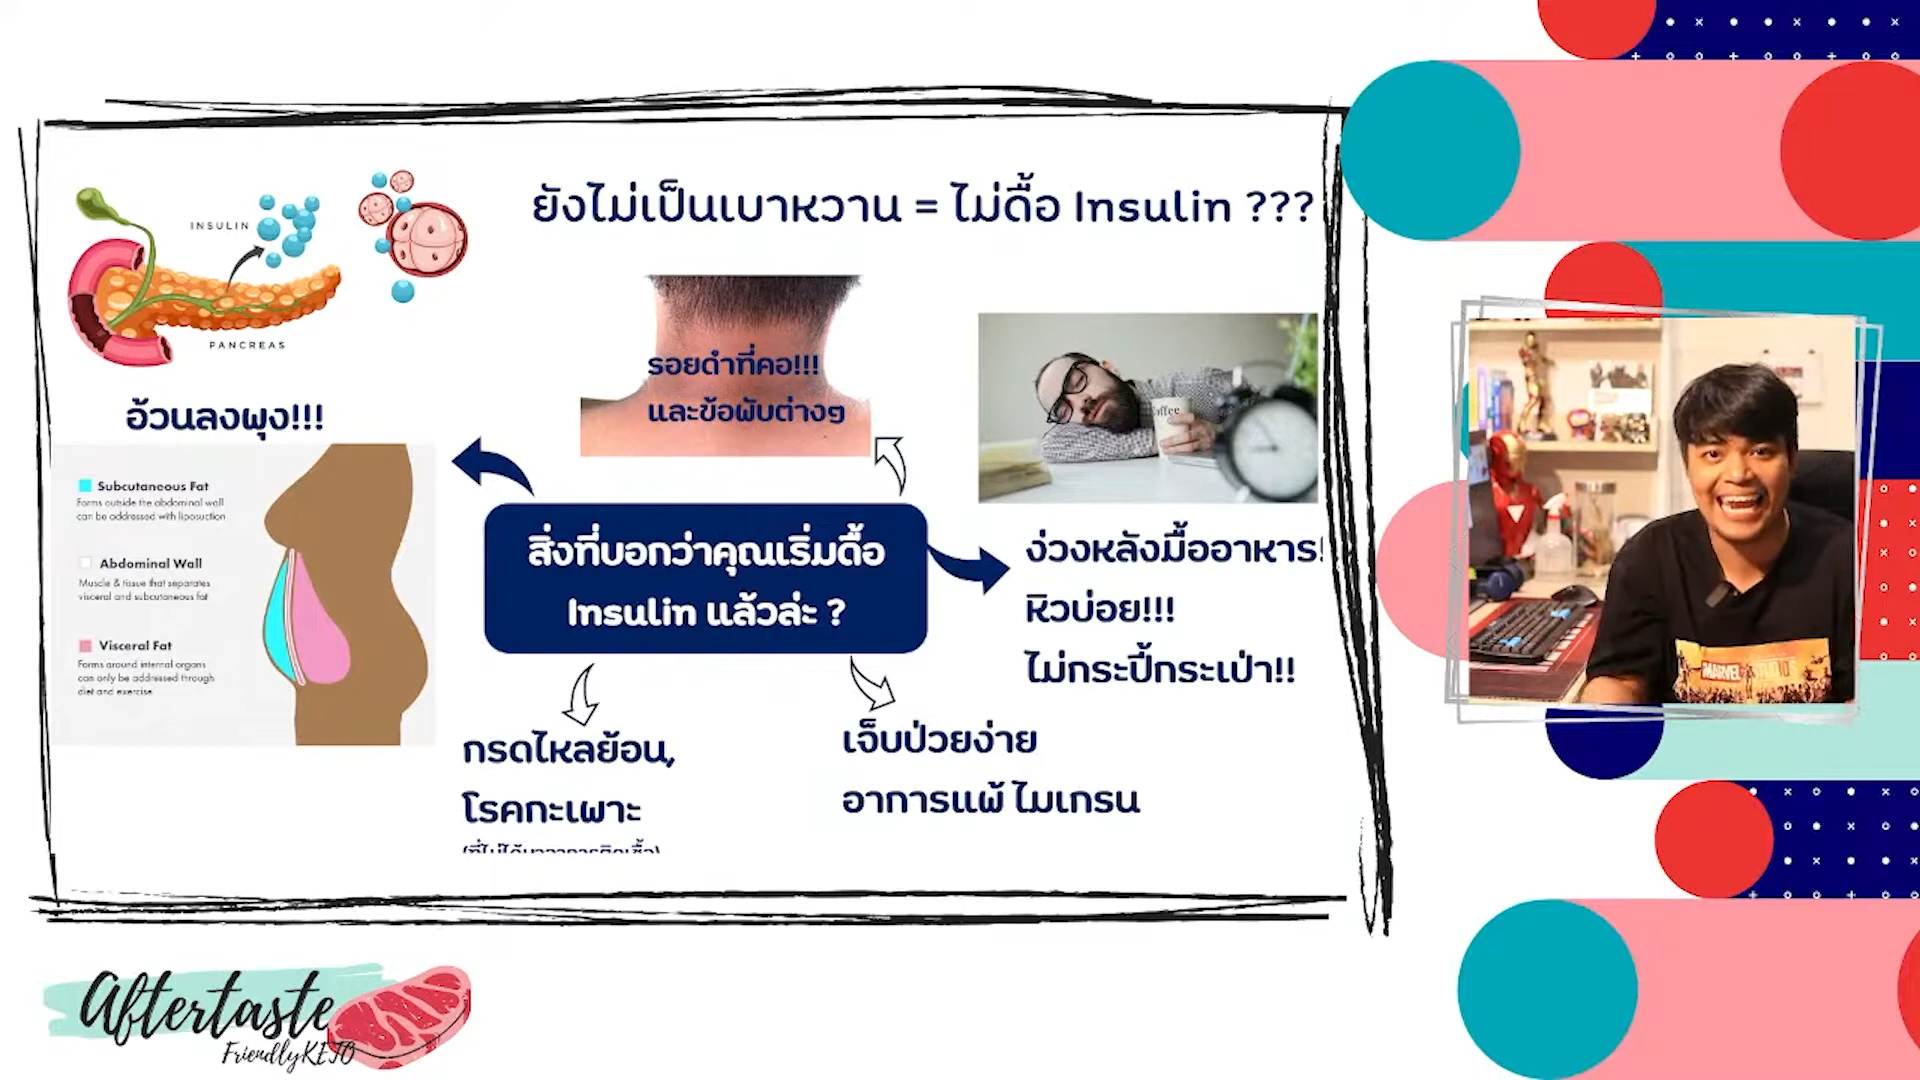 ยังไม่เป็นเบาหวาน = ไม่ดื้อ Insulin ???
INSULIN
PANCREAS
รอยดำที่คอ!!!
และข้อพับต่างๆ
อ้วนลงพุง!!!
Subcutaneous Fat
Forms outside the abdominal wall
can be addressed with liposuction
Abdominal Wall
Muscle & tissue that separates
visceral and subcutaneous fat
Visceral Fat
Forms around internal organs
can only be addressed through
diet and exercise
สิ่งที่บอกว่าคุณเริ่มดื้อ
Insulin แล้วล่ะ ?
ง่วงหลังมื้ออาหาร!
หิวบ่อย!!!
ไม่กระปี้กระเป่า!!
กรดไหลย้อน,
โรคกะเพาะ
เจ็บป่วยง่าย
อาการแพ้ ไมเกรน
MARVEL
Aftertaste
FriendlyKETO